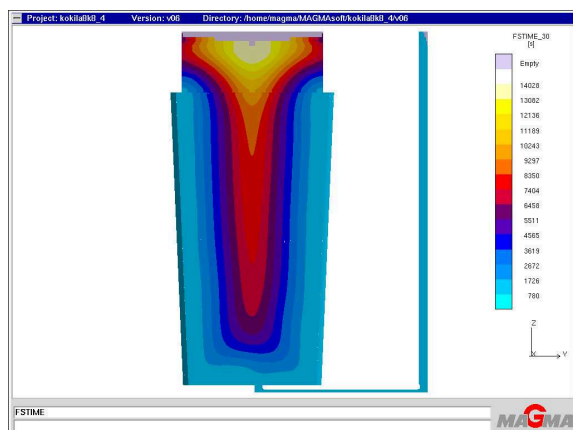 Project: kokila8k8_4 Version: v06 Directory: /home/magma/MAGMAsoft/kokila8k8_4/v06
FSTIME_30
[s]
Empty
14028
13082
12136
11189
10243
9297
8350
7404
6458
5511
4565
3619
2672
1726
780
Z
X
Y
FSTIME
MAGMA